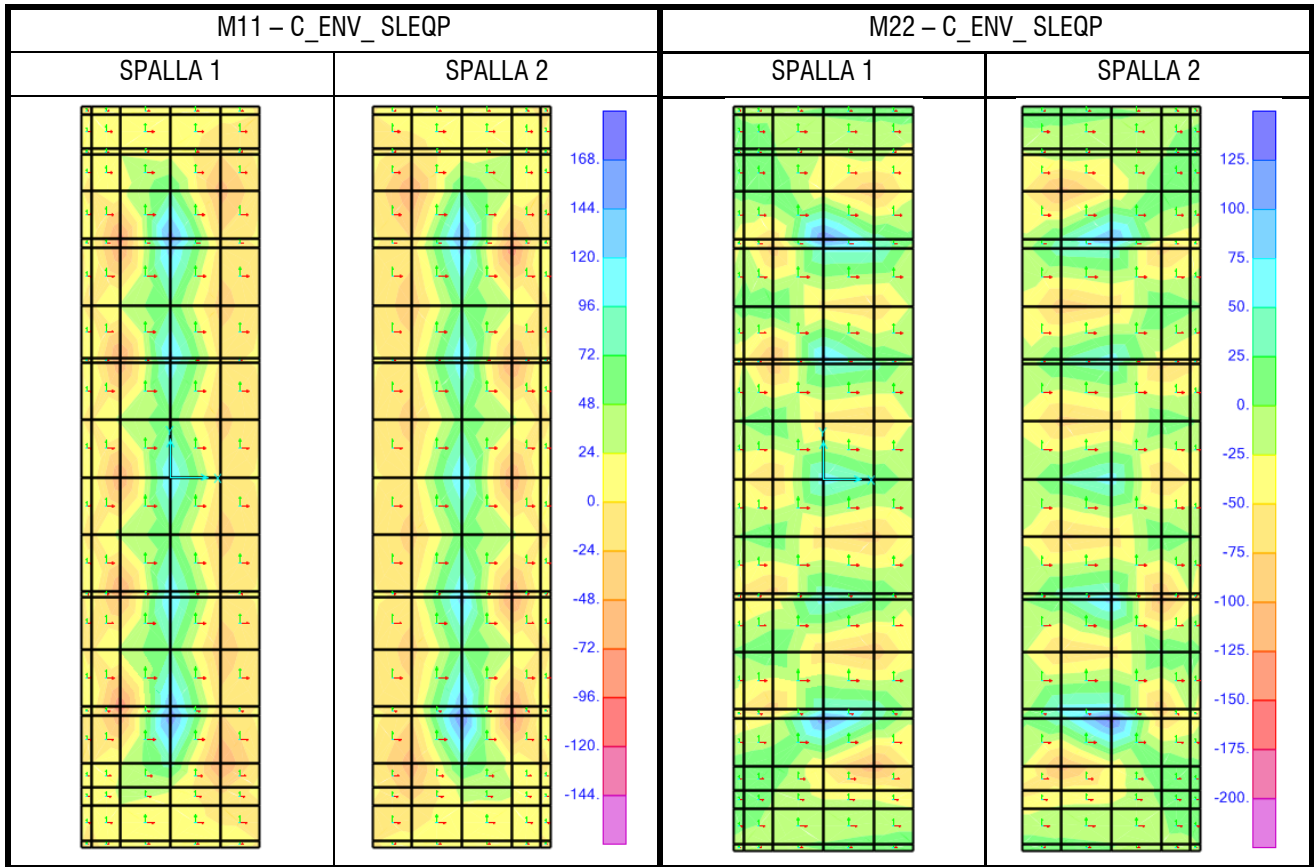 M11 – C_ENV_ SLEQP
M22 – C_ENV_ SLEQP
SPALLA 1
SPALLA 2
SPALLA 1
SPALLA 2
168.
144.
120.
96.
72.
48.
24.
0.
-24.
-48.
-72.
-96.
-120.
-144.
125.
100.
75.
50.
25.
0.
-25.
-50.
-75.
-100.
-125.
-150.
-175.
-200.
Y
X
Y
X